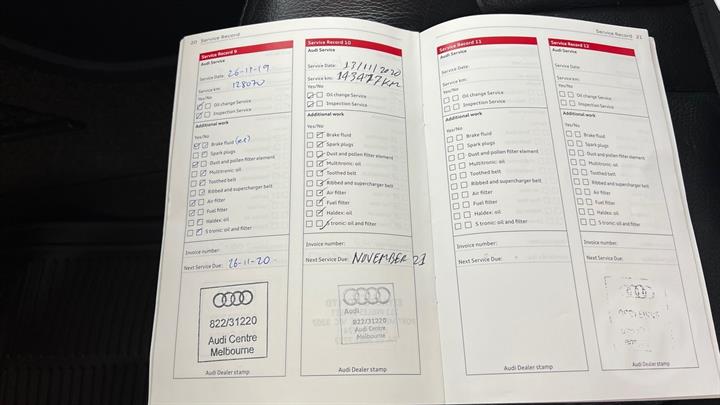 20 Service Record
Service Record 9
Audi Service
Service Date: 26-11-19
Service km: 128070
Yes/No
Oil change Service
Inspection Service
Additional work
Yes/No
Brake fluid
Spark plugs
Dust and pollen filter element
Multitronic: oil
Toothed belt
Ribbed and supercharger belt
Air filter
Fuel filter
Haldex: oil
S tronic: oil and filter
Invoice number:
Next Service Due: 26-11-20
822/31220
Audi Centre
Melbourne
Audi Dealer stamp
Service Record 10
Audi Service
Service Date: 13/11/2020
Service km: 143477km
Yes/No
Oil change Service
Inspection Service
Additional work
Yes/No
Brake fluid
Spark plugs
Dust and pollen filter element
Multitronic: oil
Toothed belt
Ribbed and supercharger belt
Air filter
Fuel filter
Haldex: oil
S tronic: oil and filter
Invoice number:
Next Service Due: NOVEMBER 21
Audi
822/31220
Audi Centre
Melbourne
Audi Dealer stamp
Service Record 21
Service Record 11
Audi Service
Service Date:
Service km:
Yes/No
Oil change Service
Inspection Service
Additional work
Yes/No
Brake fluid
Spark plugs
Dust and pollen filter element
Multitronic: oil
Toothed belt
Ribbed and supercharger belt
Air filter
Fuel filter
Haldex: oil
S tronic: oil and filter
Invoice number:
Next Service Due:
Audi Dealer stamp
Service Record 12
Audi Service
Service Date:
Service km:
Yes/No
Oil change Service
Inspection Service
Additional work
Yes/No
Brake fluid
Spark plugs
Dust and pollen filter element
Multitronic: oil
Toothed belt
Ribbed and supercharger belt
Air filter
Fuel filter
Haldex: oil
S tronic: oil and filter
Invoice number:
Next Service Due:
Audi Dealer stamp